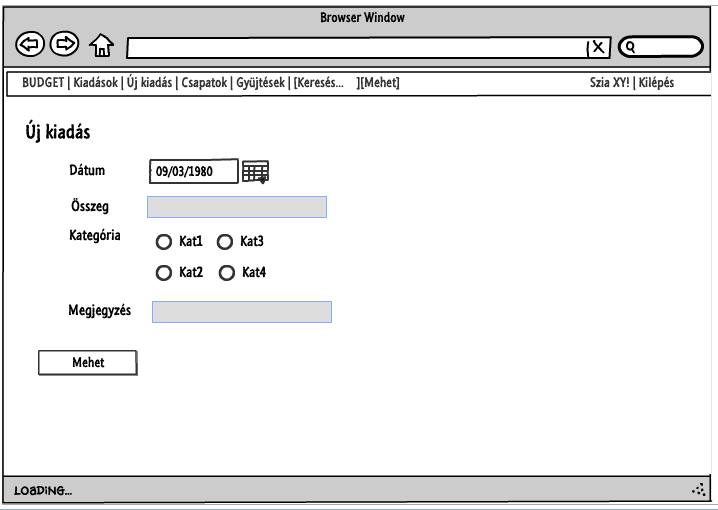 Browser Window
BUDGET | Kiadások | Új kiadás | Csapatok | Gyüjtések | [Keresés... ][Mehet] Szia XY! | Kilépés
Új kiadás
Dátum 09/03/1980
Összeg
Kategória Kat1 Kat3
Kat2 Kat4
Megjegyzés
Mehet
LOADING...